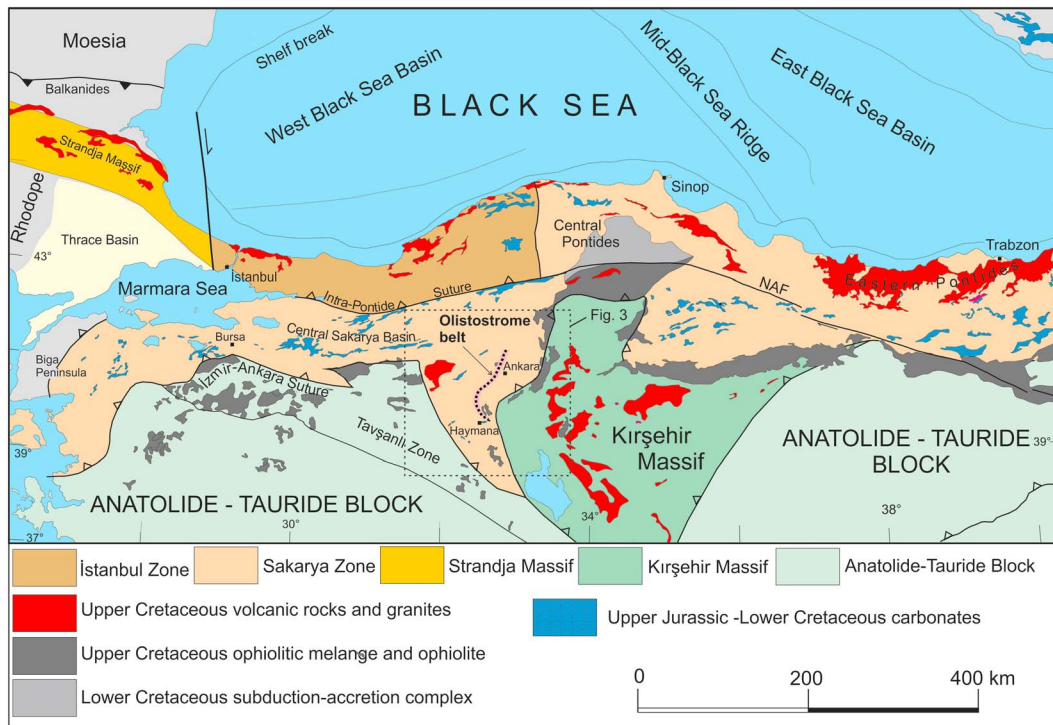 Moesia
Balkanides
Strandja Massif
Rhodope
Thrace Basin
43°
Shelf break
West Black Sea Basin
BLACK SEA
Mid-Black Sea Ridge
East Black Sea Basin
Sinop
Central
Pontides
Trabzon
Eastern Pontides
NAF
İstanbul
Marmara Sea
Intra-Pontide
Suture
Olistostrome
belt
Fig. 3
Central Sakarya Basin
Bursa
Biga
Peninsula
İzmir-Ankara Suture
Ankara
Haymana
Tavşanlı Zone
Kırşehir
Massif
ANATOLIDE - TAURIDE
BLOCK
39°
39°
ANATOLIDE - TAURIDE BLOCK
37°
30°
34°
38°
İstanbul Zone
Sakarya Zone
Strandja Massif
Kırşehir Massif
Anatolide-Tauride Block
Upper Cretaceous volcanic rocks and granites
Upper Jurassic -Lower Cretaceous carbonates
Upper Cretaceous ophiolitic melange and ophiolite
Lower Cretaceous subduction-accretion complex
0
200
400 km